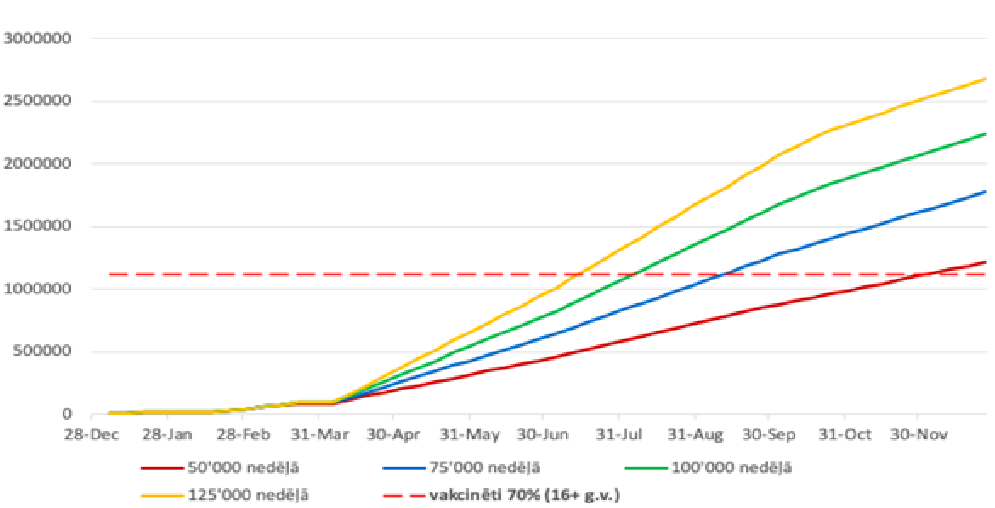 3000000
2500000
2000000
1500000
1000000
500000
0
28-Dec 28-Jan 28-Feb 31-Mar 30-Apr 31-May 30-Jun 31-Jul 31-Aug 30-Sep 31-Oct 30-Nov
50'000 nedēļā 75'000 nedēļā 100'000 nedēļā
125'000 nedēļā vakcinēti 70% (16+ g.v.)